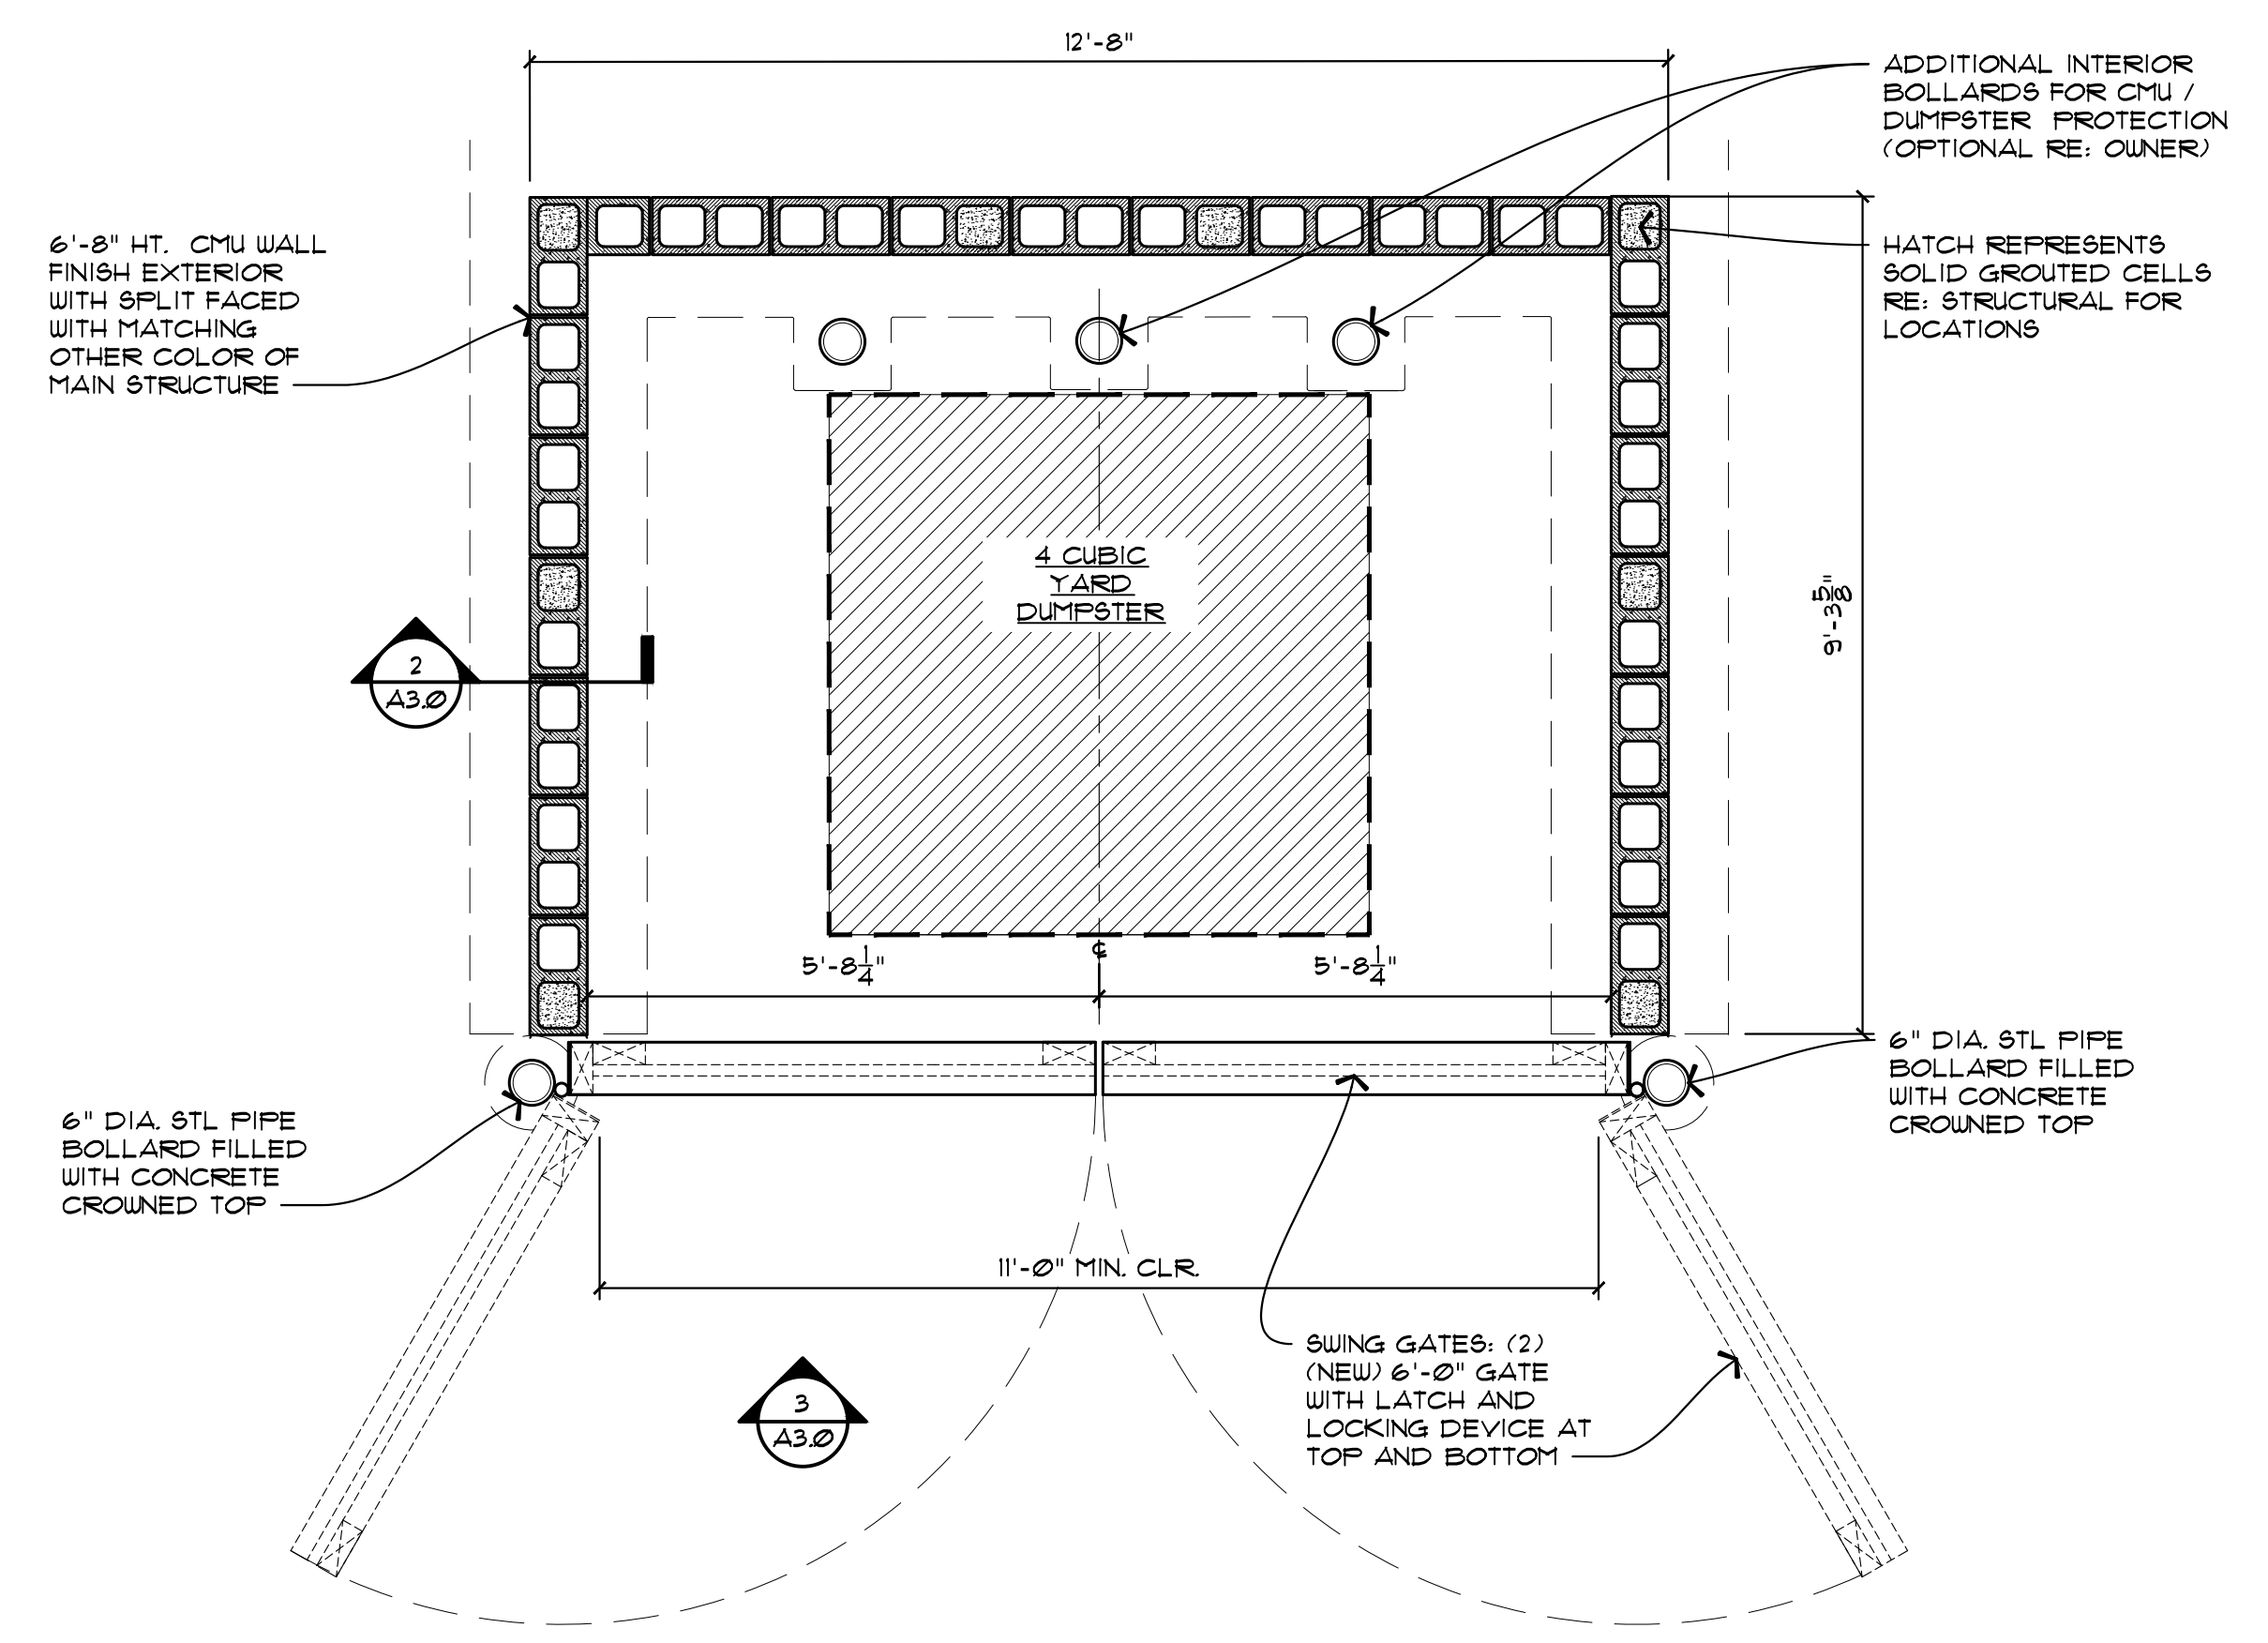 12'-8"
ADDITIONAL INTERIOR
BOLLARDS FOR CMU /
DUMPSTER PROTECTION
(OPTIONAL RE: OWNER)
6'-8" HT. CMU WALL
FINISH EXTERIOR
WITH SPLIT FACED
WITH MATCHING
OTHER COLOR OF
MAIN STRUCTURE
HATCH REPRESENTS
SOLID GROUTED CELLS
RE: STRUCTURAL FOR
LOCATIONS
4 CUBIC
YARD
DUMPSTER
9'-3 5/8"
2
A3.0
℄
5'-8 1/4"
5'-8 1/4"
6" DIA. STL PIPE
BOLLARD FILLED
WITH CONCRETE
CROWNED TOP
6" DIA. STL PIPE
BOLLARD FILLED
WITH CONCRETE
CROWNED TOP
11'-0" MIN. CLR.
SWING GATES: (2)
(NEW) 6'-0" GATE
WITH LATCH AND
LOCKING DEVICE AT
TOP AND BOTTOM
3
A3.0